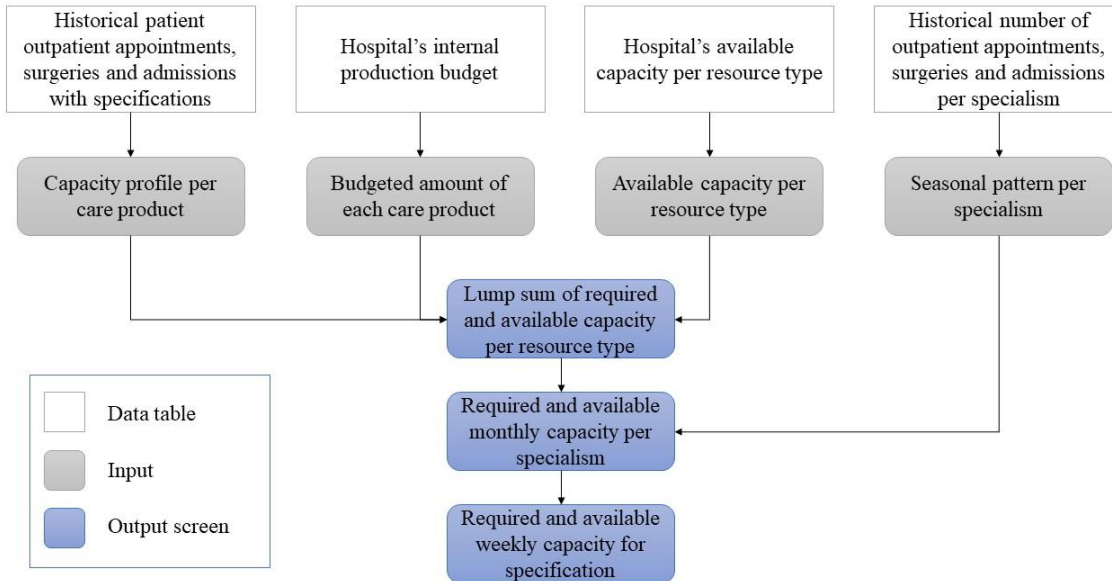 Historical patient
outpatient appointments,
surgeries and admissions
with specifications
Hospital's internal
production budget
Hospital's available
capacity per resource type
Historical number of
outpatient appointments,
surgeries and admissions
per specialism
Capacity profile per
care product
Budgeted amount of
each care product
Available capacity per
resource type
Seasonal pattern per
specialism
Lump sum of required
and available capacity
per resource type
Required and available
monthly capacity per
specialism
Required and available
weekly capacity for
specification
Data table
Input
Output screen